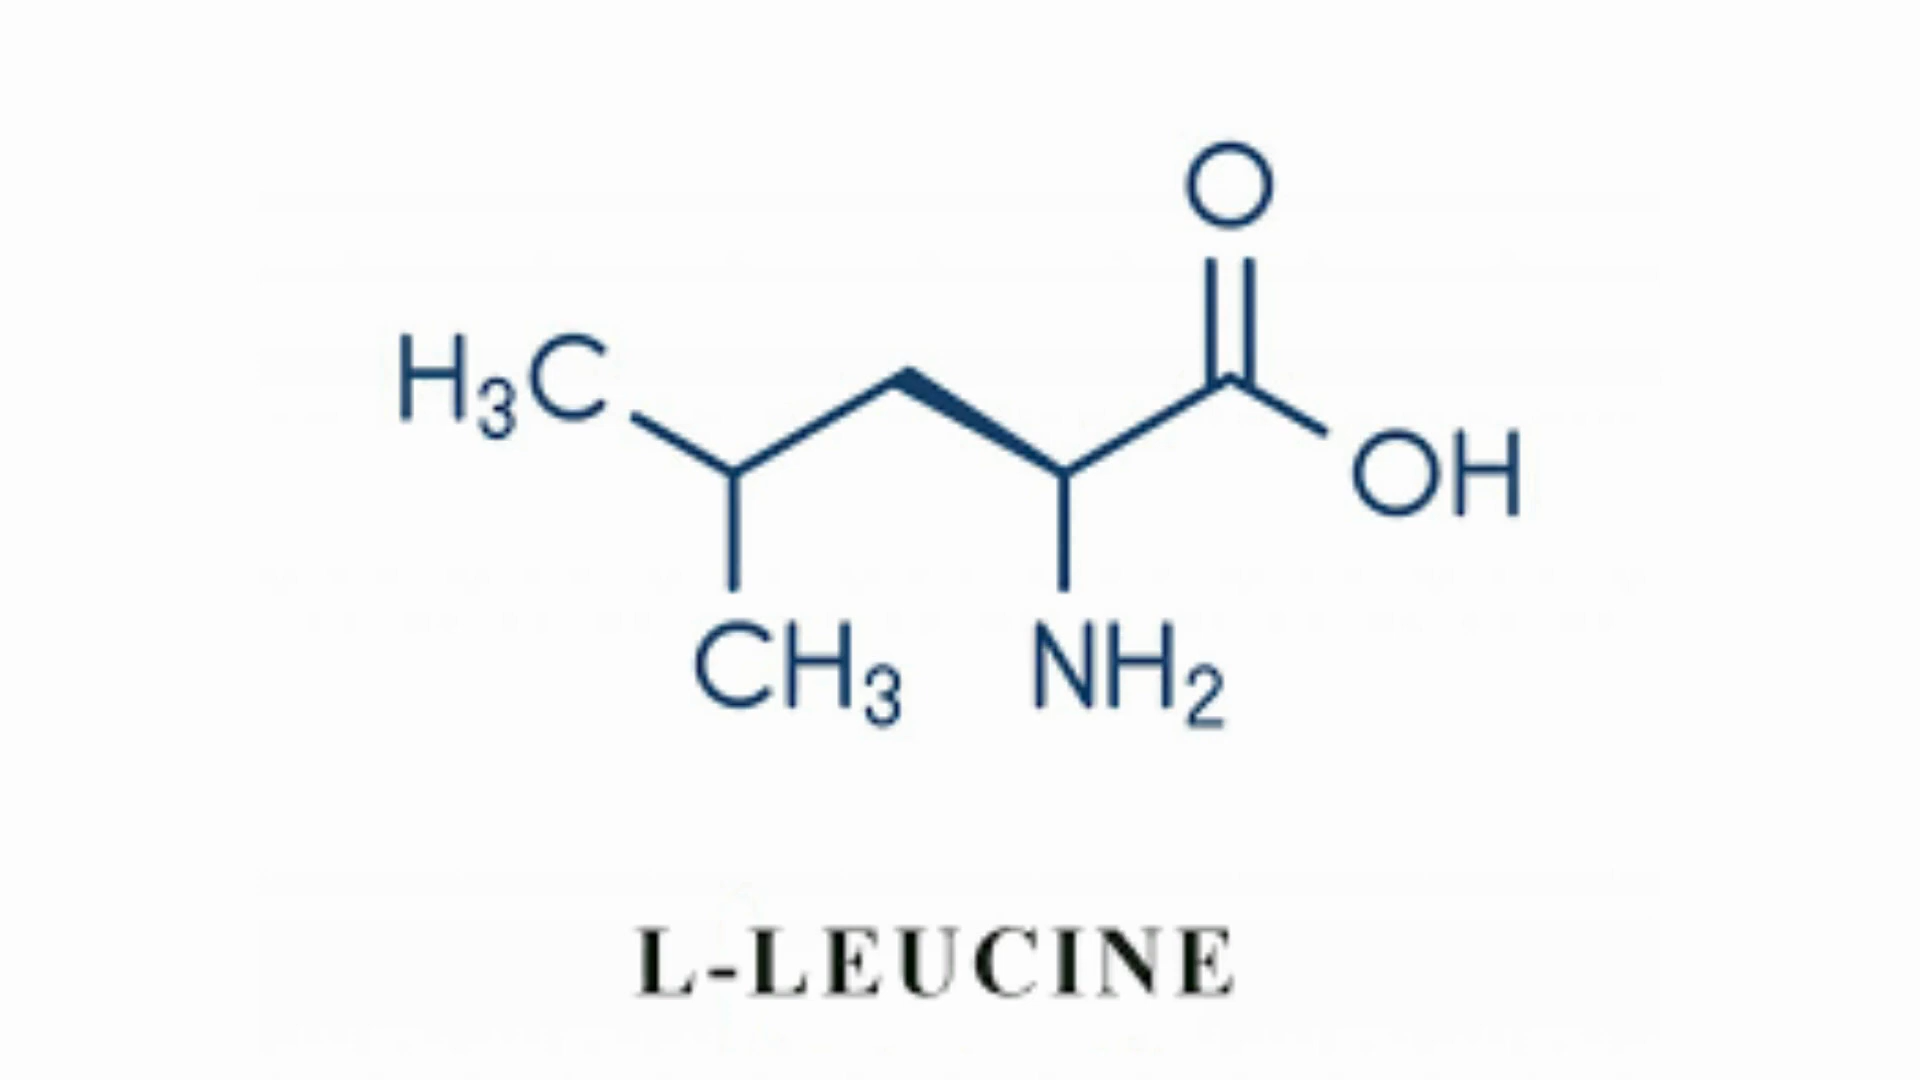 O
H₃C
OH
CH₃ NH₂
L-LEUCINE